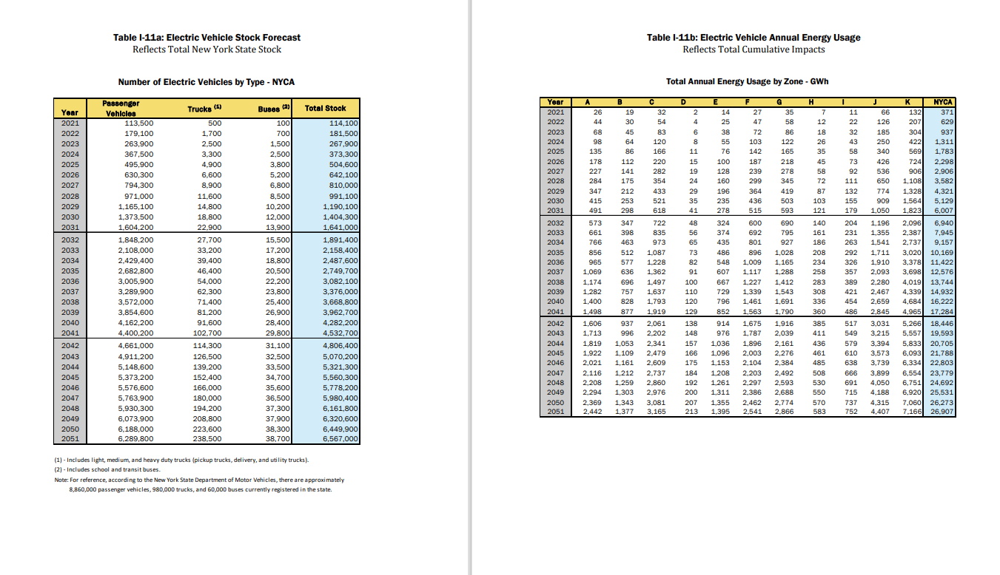 Table I-11a: Electric Vehicle Stock Forecast
Reflects Total New York State Stock
Number of Electric Vehicles by Type - NYCA
Year Passenger Vehicles Trucks (1) Buses (2) Total Stock
2021 113,500 500 100 114,100
2022 179,100 1,700 700 181,500
2023 263,900 2,500 1,500 267,900
2024 367,500 3,300 2,500 373,300
2025 495,900 4,900 3,800 504,600
2026 630,300 6,600 5,200 642,100
2027 794,300 8,900 6,800 810,000
2028 971,000 11,600 8,500 991,100
2029 1,165,100 14,800 10,200 1,190,100
2030 1,373,500 18,800 12,000 1,404,300
2031 1,604,200 22,900 13,900 1,641,000
2032 1,848,200 27,700 15,500 1,891,400
2033 2,108,000 33,200 17,200 2,158,400
2034 2,429,400 39,400 18,800 2,487,600
2035 2,682,800 46,400 20,500 2,749,700
2036 3,005,900 54,000 22,200 3,082,100
2037 3,289,900 62,300 23,800 3,376,000
2038 3,572,000 71,400 25,400 3,668,800
2039 3,854,600 81,200 26,900 3,962,700
2040 4,162,200 91,600 28,400 4,282,200
2041 4,400,200 102,700 29,800 4,532,700
2042 4,661,000 114,300 31,100 4,806,400
2043 4,911,200 126,500 32,500 5,070,200
2044 5,148,600 139,200 33,500 5,321,300
2045 5,373,200 152,400 34,700 5,560,300
2046 5,576,600 166,000 35,600 5,778,200
2047 5,763,900 180,000 36,500 5,980,400
2048 5,930,300 194,200 37,300 6,161,800
2049 6,073,900 208,800 37,900 6,320,600
2050 6,188,000 223,600 38,300 6,449,900
2051 6,289,800 238,500 38,700 6,567,000
(1) - Includes light, medium, and heavy duty trucks (pickup trucks, delivery, and utility trucks).
(2) - Includes school and transit buses.
Note: For reference, according to the New York State Department of Motor Vehicles, there are approximately
8,860,000 passenger vehicles, 980,000 trucks, and 60,000 buses currently registered in the state.
Table I-11b: Electric Vehicle Annual Energy Usage
Reflects Total Cumulative Impacts
Total Annual Energy Usage by Zone - GWh
Year A B C D E F G H I J K NYCA
2021 26 19 32 2 14 27 35 7 11 66 132 371
2022 44 30 54 4 25 47 58 12 22 126 207 629
2023 68 45 83 6 38 72 86 18 32 185 304 937
2024 98 64 120 8 55 103 122 26 43 250 422 1,311
2025 135 86 166 11 76 142 165 35 58 340 569 1,783
2026 178 112 220 15 100 187 218 45 73 426 724 2,298
2027 227 141 282 19 128 239 278 58 92 536 906 2,906
2028 284 175 354 24 160 299 345 72 111 650 1,108 3,582
2029 347 212 433 29 196 364 419 87 132 774 1,328 4,321
2030 415 253 521 35 235 436 503 103 155 909 1,564 5,129
2031 491 298 618 41 278 515 593 121 179 1,050 1,823 6,007
2032 573 347 722 48 324 600 690 140 204 1,196 2,096 6,940
2033 661 398 835 56 374 692 795 161 231 1,355 2,387 7,945
2034 766 463 973 65 435 801 927 186 263 1,541 2,737 9,157
2035 856 512 1,087 73 486 896 1,028 208 292 1,711 3,020 10,169
2036 965 577 1,228 82 548 1,009 1,165 234 326 1,910 3,378 11,422
2037 1,069 636 1,362 91 607 1,117 1,288 258 357 2,093 3,698 12,576
2038 1,174 696 1,497 100 667 1,227 1,412 283 389 2,280 4,019 13,744
2039 1,282 757 1,637 110 729 1,339 1,543 308 421 2,467 4,339 14,932
2040 1,400 828 1,793 120 796 1,461 1,691 336 454 2,659 4,684 16,222
2041 1,498 877 1,919 129 852 1,563 1,790 360 486 2,845 4,965 17,284
2042 1,606 937 2,061 138 914 1,675 1,916 385 517 3,031 5,266 18,446
2043 1,713 996 2,202 148 976 1,787 2,039 411 549 3,215 5,557 19,593
2044 1,819 1,053 2,341 157 1,036 1,896 2,161 436 579 3,394 5,833 20,705
2045 1,922 1,109 2,479 166 1,096 2,003 2,276 461 610 3,573 6,093 21,788
2046 2,021 1,161 2,609 175 1,153 2,104 2,384 485 638 3,739 6,334 22,803
2047 2,116 1,212 2,737 184 1,208 2,203 2,492 508 666 3,899 6,554 23,779
2048 2,208 1,259 2,860 192 1,261 2,297 2,593 530 691 4,050 6,751 24,692
2049 2,294 1,303 2,976 200 1,311 2,386 2,688 550 715 4,188 6,920 25,531
2050 2,369 1,343 3,081 207 1,355 2,462 2,774 570 737 4,315 7,060 26,273
2051 2,442 1,377 3,165 213 1,395 2,541 2,866 583 752 4,407 7,166 26,907